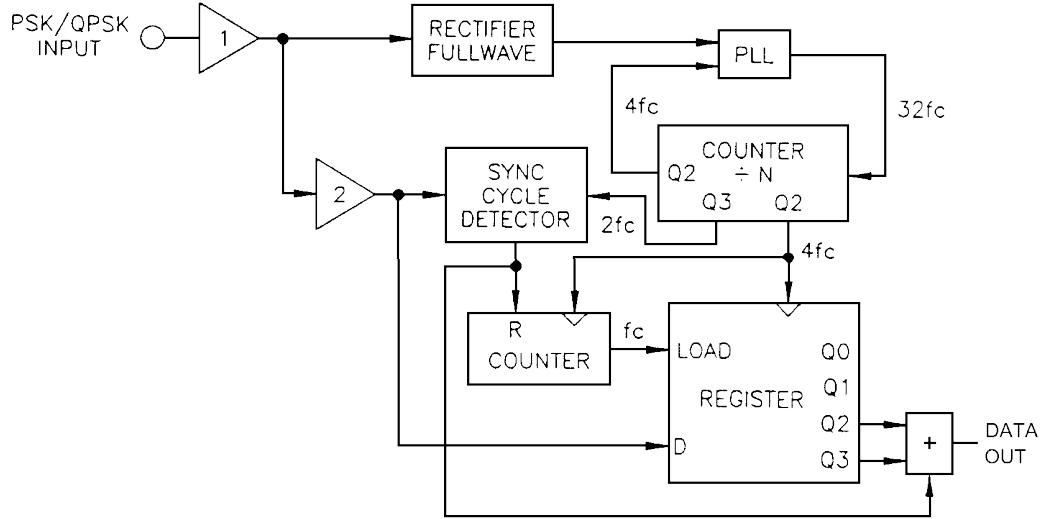 PSK/QPSK
INPUT
1
RECTIFIER
FULLWAVE
PLL
4fc
32fc
COUNTER
÷ N
Q2
Q3
Q2
2
SYNC
CYCLE
DETECTOR
2fc
4fc
R
COUNTER
fc
LOAD
REGISTER
D
Q0
Q1
Q2
Q3
+
DATA
OUT